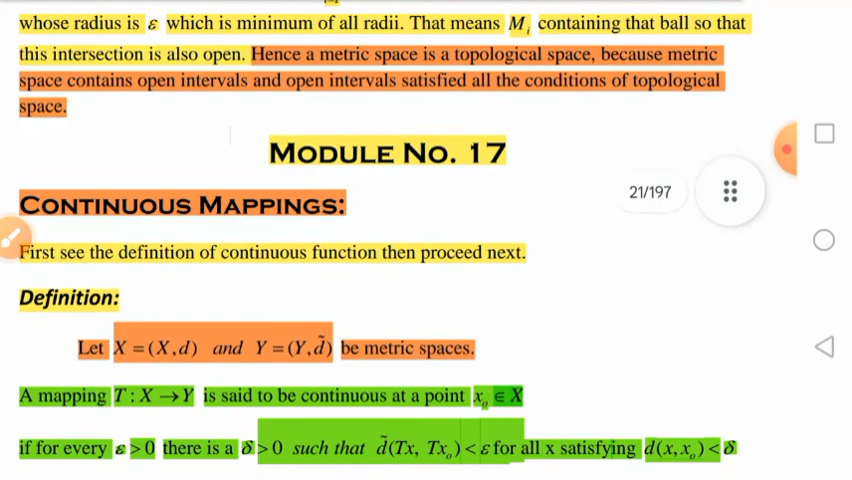 whose radius is ε which is minimum of all radii. That means Mᵢ containing that ball so that
this intersection is also open. Hence a metric space is a topological space, because metric
space contains open intervals and open intervals satisfied all the conditions of topological
space.
MODULE NO. 17
21/197
CONTINUOUS MAPPINGS:
First see the definition of continuous function then proceed next.
Definition:
Let X = (X,d) and Y = (Y,d̃) be metric spaces.
A mapping T : X → Y is said to be continuous at a point xₒ ∈ X
if for every ε > 0 there is a δ > 0 such that d̃(Tx, Txₒ) < ε for all x satisfying d(x,xₒ) < δ